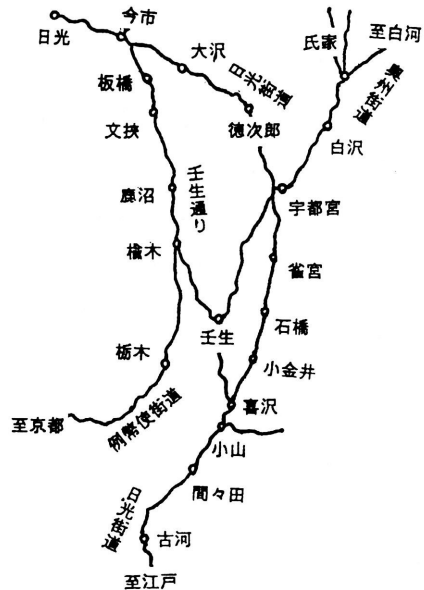 今市
日光
大沢
日光街道
氏家
至白河
奥州街道
板橋
文挟
徳次郎
白沢
鹿沼
壬生通り
宇都宮
楡木
雀宮
石橋
壬生
栃木
小金井
例幣使街道
喜沢
至京都
小山
間々田
日光街道
古河
至江戸